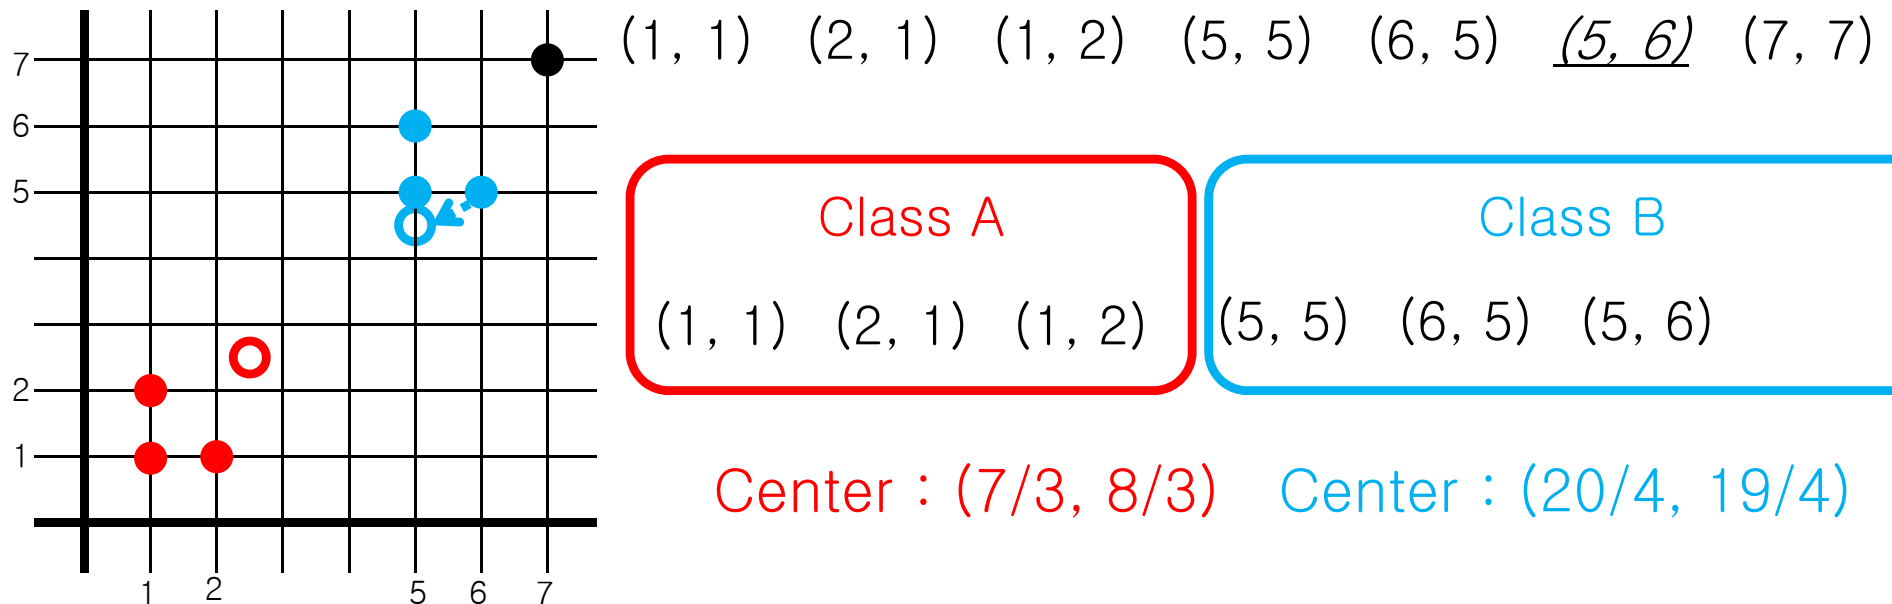 (1, 1) (2, 1) (1, 2) (5, 5) (6, 5) (5, 6) (7, 7)
7
6
5
2
1
1 2 5 6 7
Class A
(1, 1) (2, 1) (1, 2)
Class B
(5, 5) (6, 5) (5, 6)
Center : (7/3, 8/3)
Center : (20/4, 19/4)